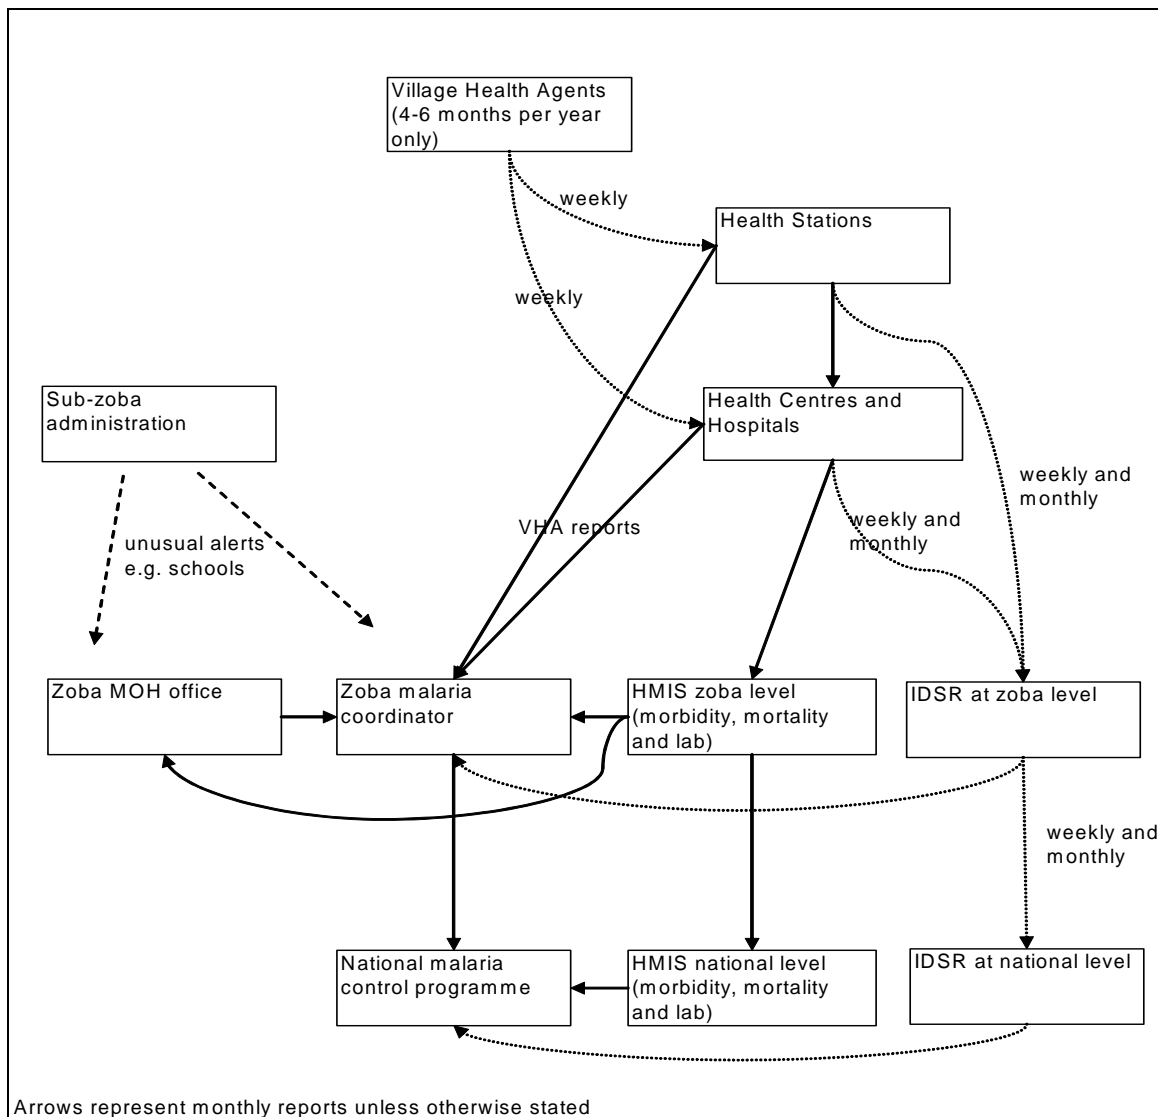 Village Health Agents
(4-6 months per year
only)
weekly
Health Stations
weekly
Sub-zoba
administration
Health Centres and
Hospitals
weekly and
monthly
VHA reports
weekly and
monthly
unusual alerts
e.g. schools
Zoba MOH office
Zoba malaria
coordinator
HMIS zoba level
(morbidity, mortality
and lab)
IDSR at zoba level
weekly and
monthly
National malaria
control programme
HMIS national level
(morbidity, mortality
and lab)
IDSR at national level
Arrows represent monthly reports unless otherwise stated